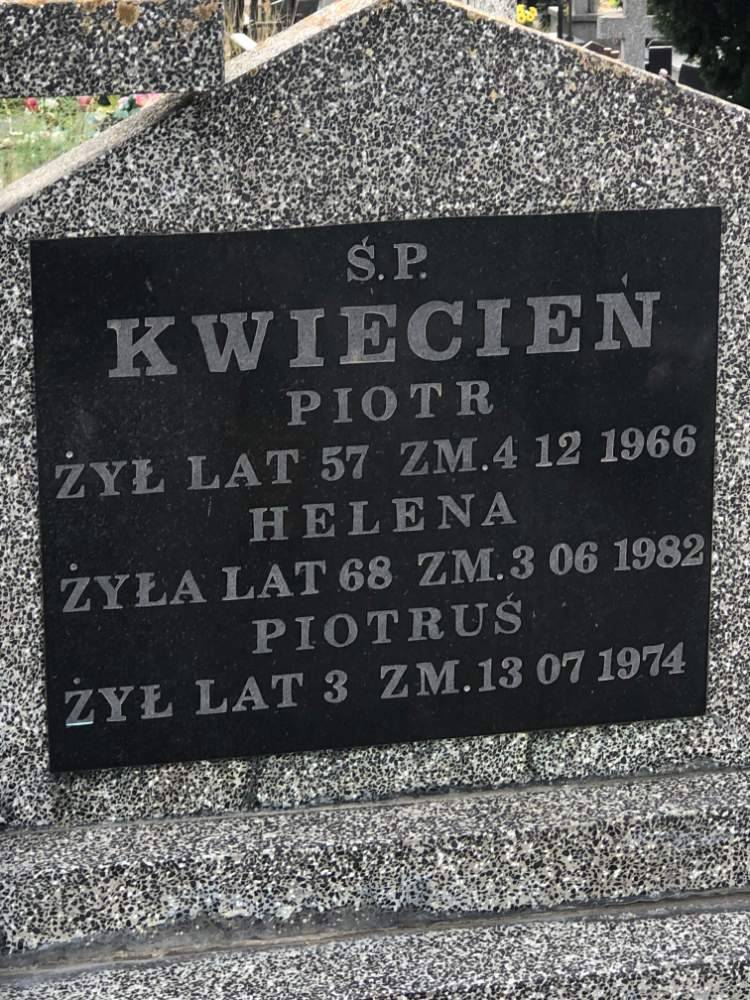 Ś.P.
KWIECIEŃ
PIOTR
ŻYŁ LAT 57 ZM.4 12 1966
HELENA
ŻYŁA LAT 68 ZM.3 06 1982
PIOTRUŚ
ŻYŁ LAT 3 ZM.13 07 1974